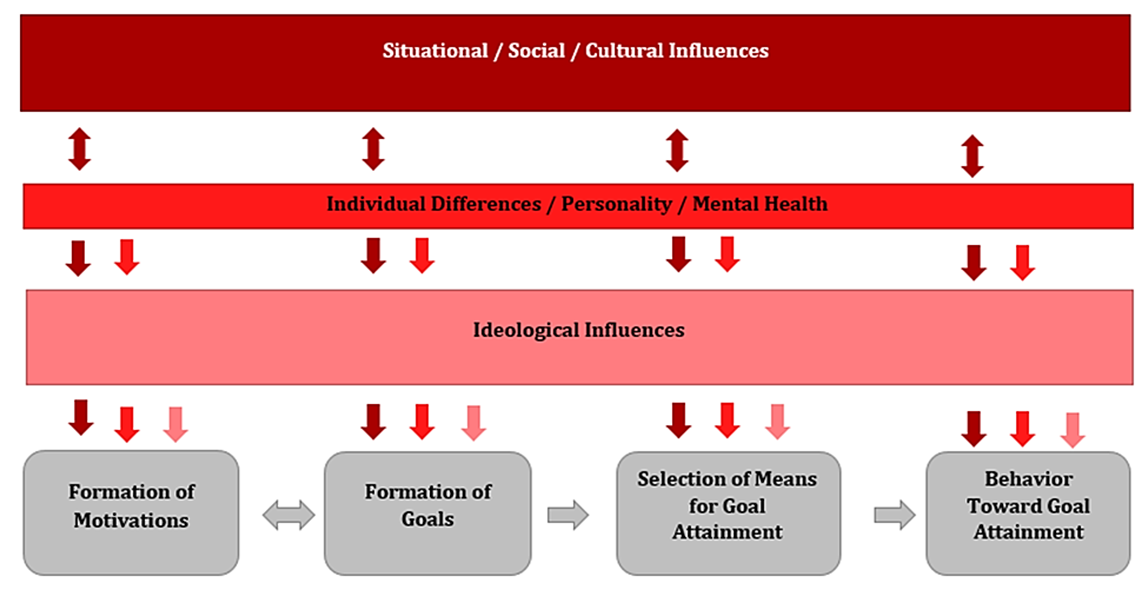 Situational / Social / Cultural Influences
Individual Differences / Personality / Mental Health
Ideological Influences
Formation of
Motivations
Formation of
Goals
Selection of Means
for Goal
Attainment
Behavior
Toward Goal
Attainment